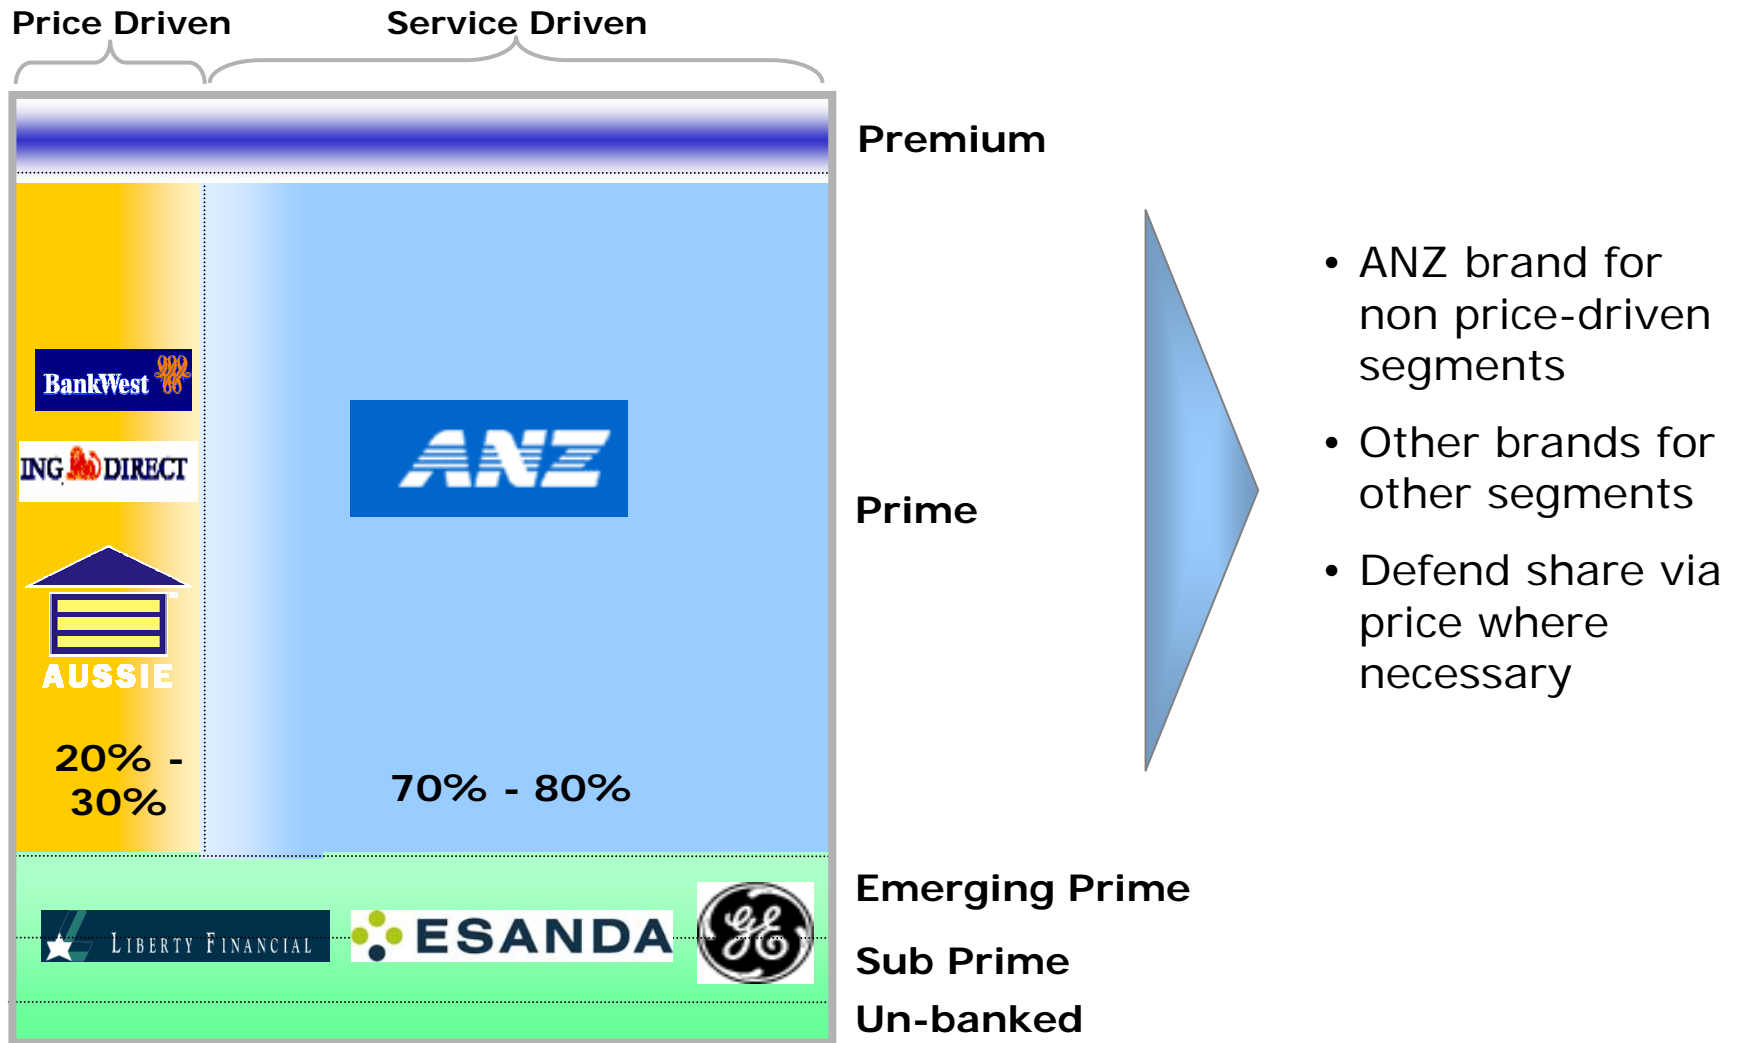 Price Driven
Service Driven
Premium
BankWest
ING DIRECT
ANZ
AUSSIE
Prime
20% -
30%
70% - 80%
LIBERTY FINANCIAL
ESANDA
GE
Emerging Prime
Sub Prime
Un-banked
• ANZ brand for
non price-driven
segments
• Other brands for
other segments
• Defend share via
price where
necessary